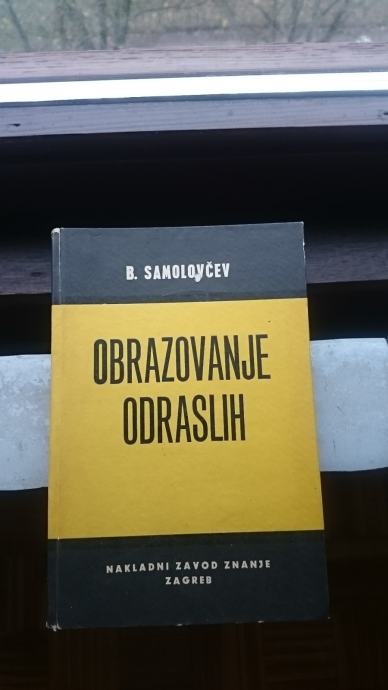 B. SAMOLOVČEV
OBRAZOVANJE
ODRASLIH
NAKLADNI ZAVOD ZNANJE
ZAGREB